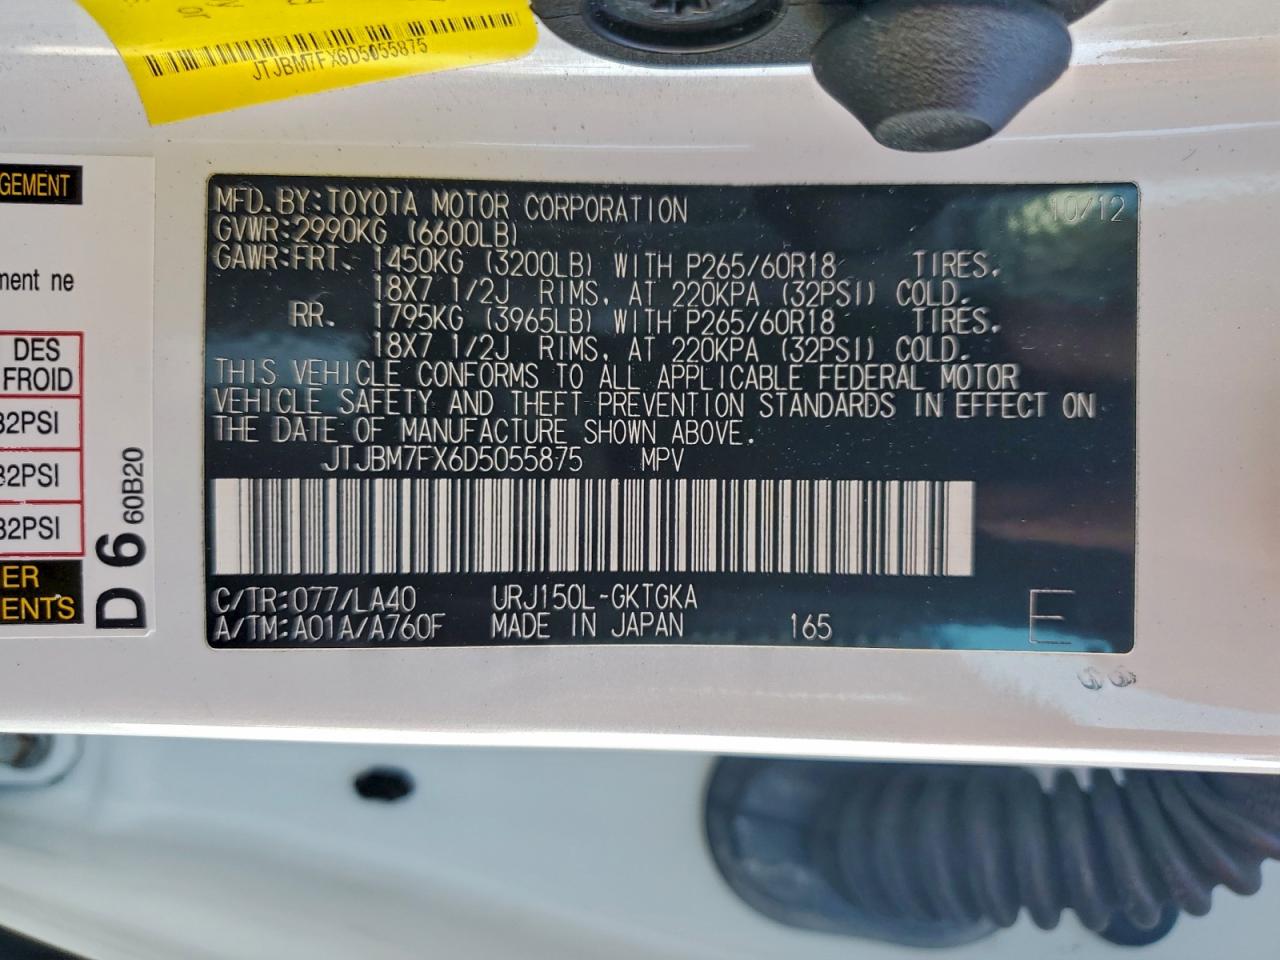 JTJBM7FX6D5055875
GEMENT
ment ne
DES
FROID
32PSI
32PSI
32PSI
ER
ENTS
D 6 60B20
MFD. BY: TOYOTA MOTOR CORPORATION 10/12
GVWR: 2990KG (6600LB)
GAWR: FRT. 1450KG (3200LB) WITH P265/60R18 TIRES.
18X7 1/2J RIMS, AT 220KPA (32PSI) COLD.
RR. 1795KG (3965LB) WITH P265/60R18 TIRES.
18X7 1/2J RIMS, AT 220KPA (32PSI) COLD.
THIS VEHICLE CONFORMS TO ALL APPLICABLE FEDERAL MOTOR
VEHICLE SAFETY AND THEFT PREVENTION STANDARDS IN EFFECT ON
THE DATE OF MANUFACTURE SHOWN ABOVE.
JTJBM7FX6D5055875 MPV
C/TR: 077/LA40 URJ150L-GKTGKA
A/TM: A01A/A760F MADE IN JAPAN 165 E